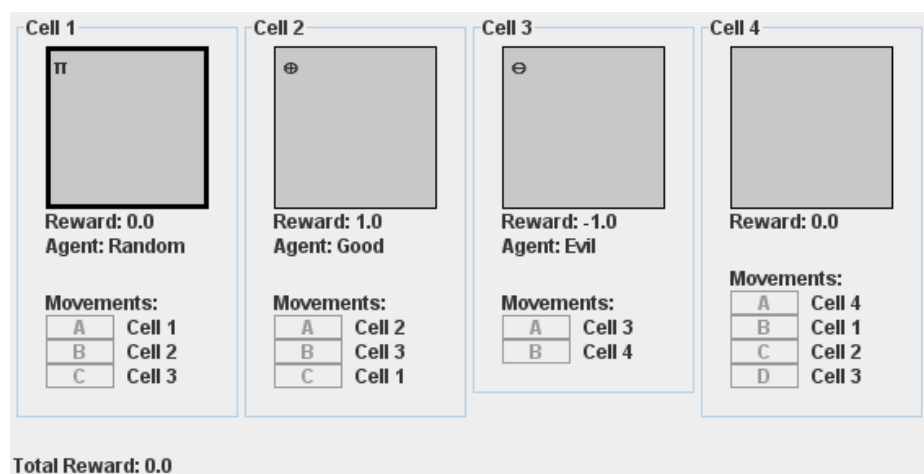 Cell 1
π
Reward: 0.0
Agent: Random
Movements:
A Cell 1
B Cell 2
C Cell 3
Cell 2
⊕
Reward: 1.0
Agent: Good
Movements:
A Cell 2
B Cell 3
C Cell 1
Cell 3
⊖
Reward: -1.0
Agent: Evil
Movements:
A Cell 3
B Cell 4
Cell 4
Reward: 0.0
Movements:
A Cell 4
B Cell 1
C Cell 2
D Cell 3
Total Reward: 0.0